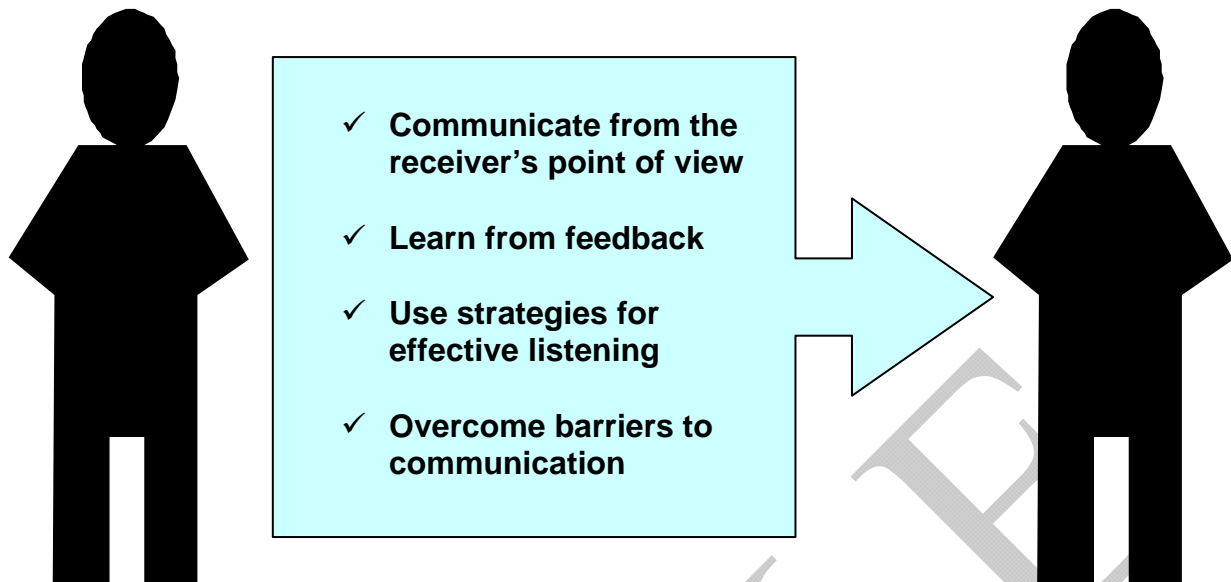 ✓ Communicate from the
receiver's point of view
✓ Learn from feedback
✓ Use strategies for
effective listening
✓ Overcome barriers to
communication